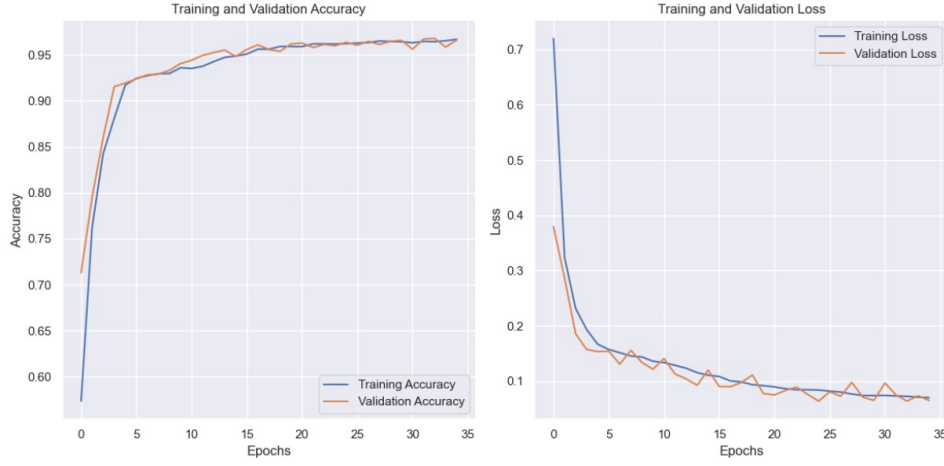 Training and Validation Accuracy
0.95
0.90
0.85
0.80
0.75
0.70
0.65
0.60
Accuracy
Training Accuracy
Validation Accuracy
0 5 10 15 20 25 30 35
Epochs
Training and Validation Loss
0.7
0.6
0.5
0.4
0.3
0.2
0.1
Loss
Training Loss
Validation Loss
0 5 10 15 20 25 30 35
Epochs